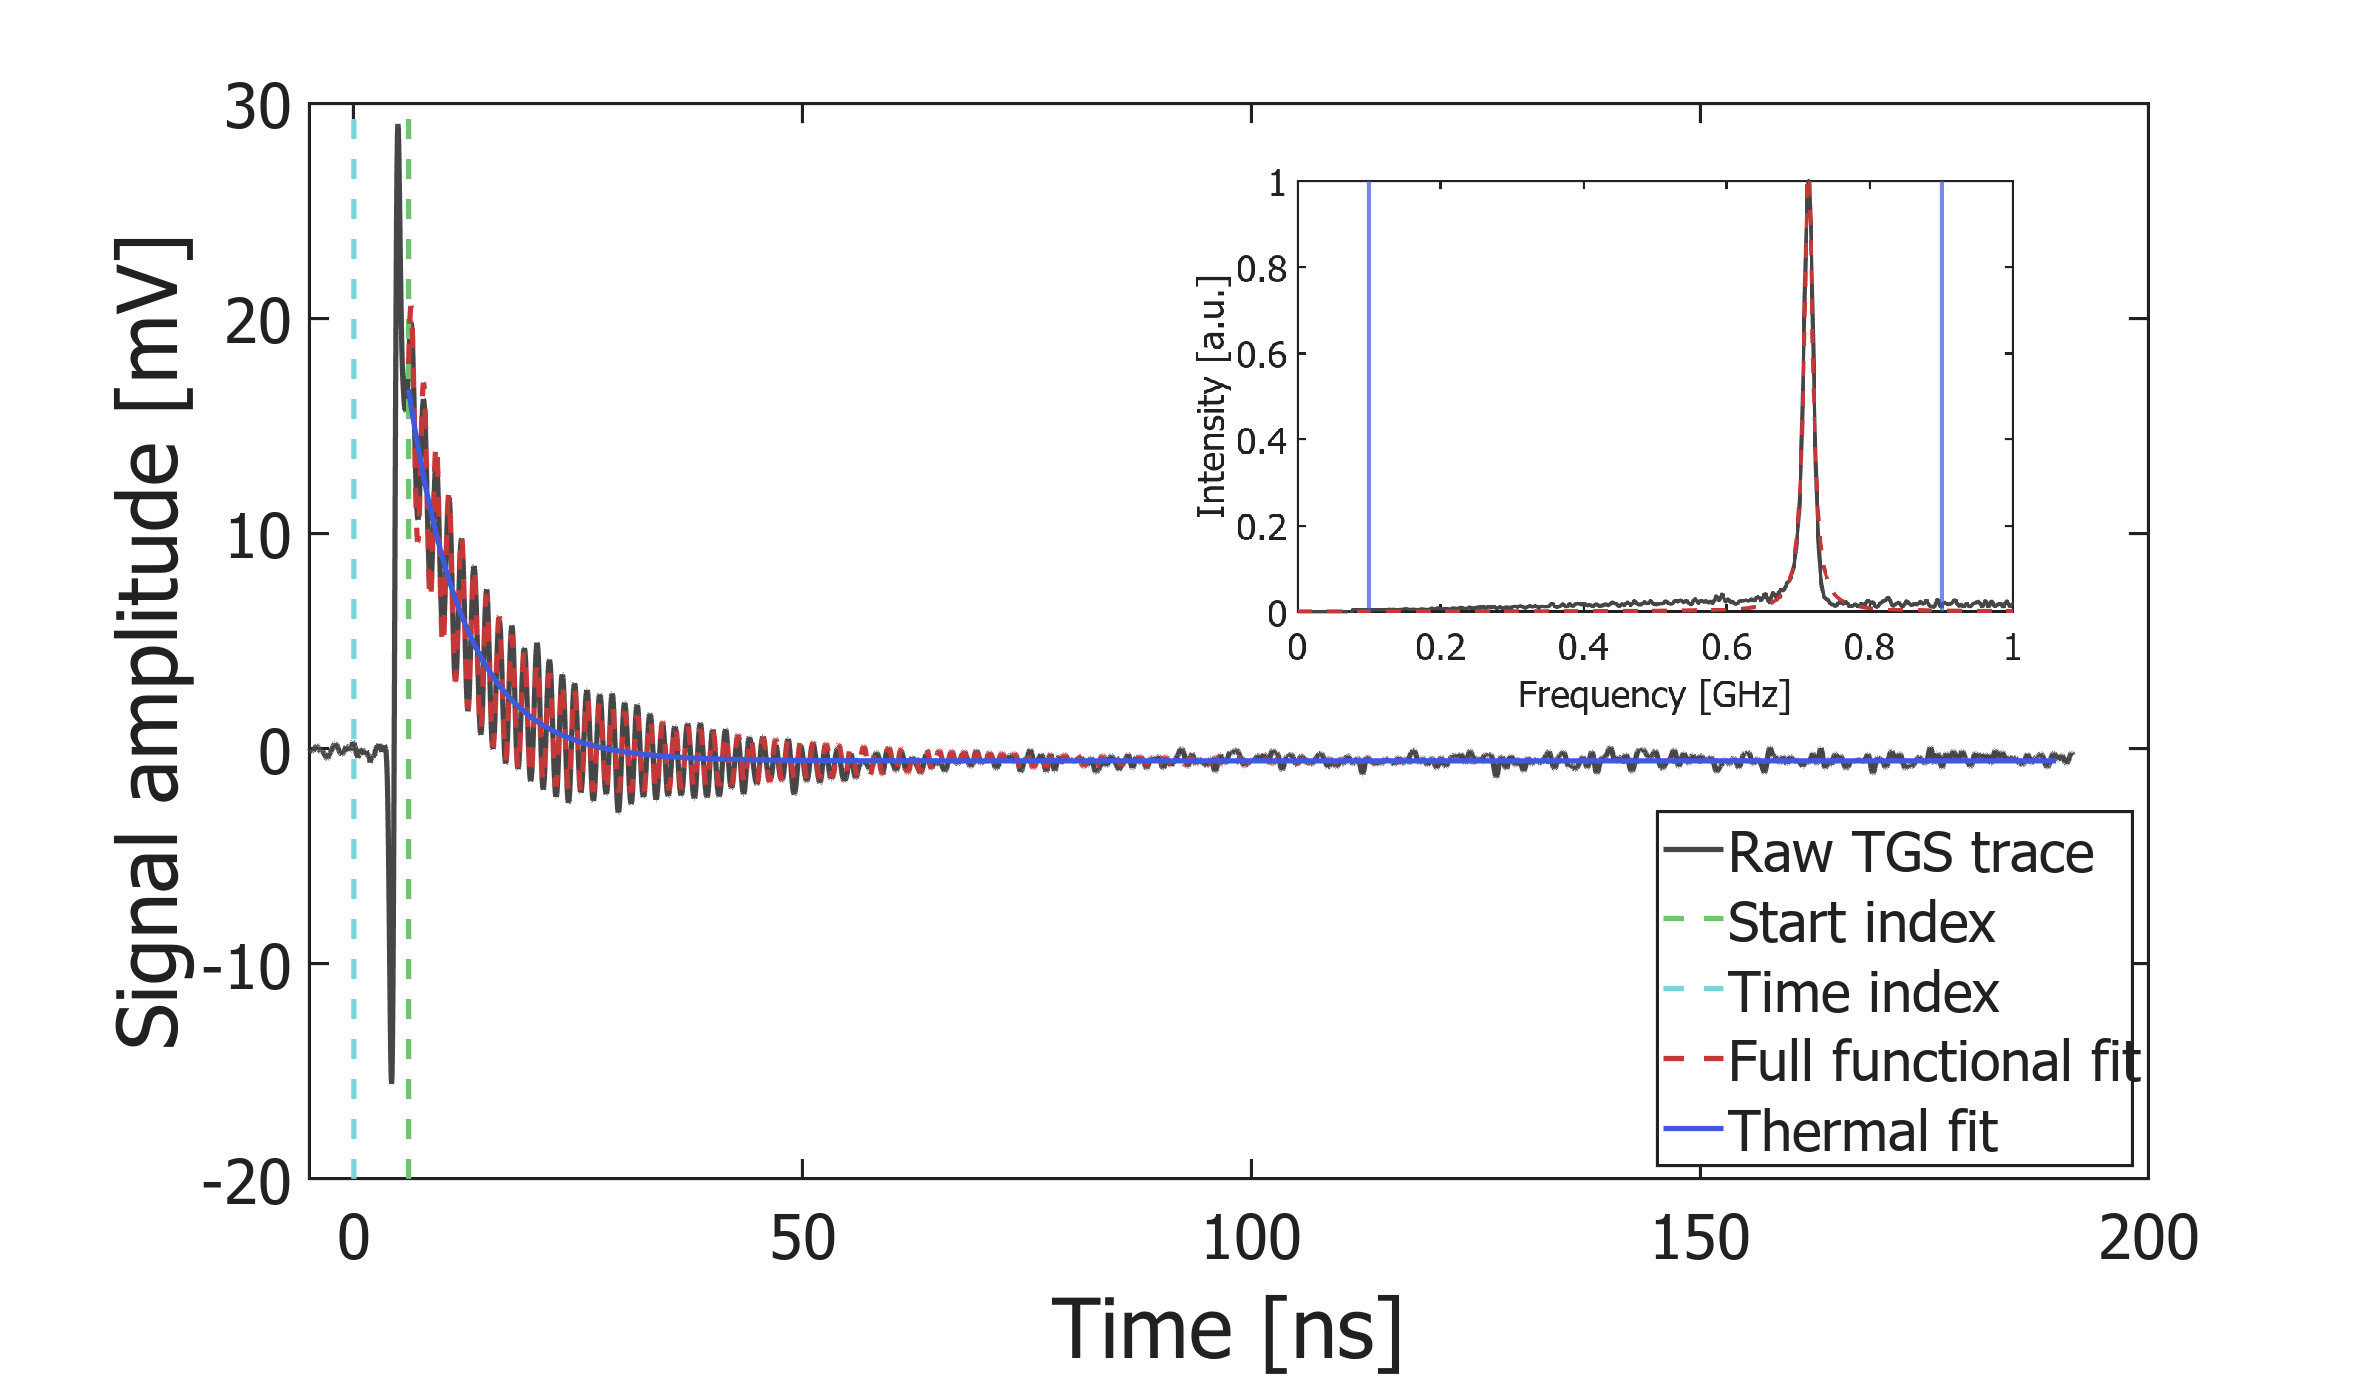 Signal amplitude [mV]
30
20
10
0
-10
-20
0
50
100
150
200
Time [ns]
Intensity [a.u.]
1
0.8
0.6
0.4
0.2
0
0
0.2
0.4
0.6
0.8
1
Frequency [GHz]
Raw TGS trace
Start index
Time index
Full functional fit
Thermal fit